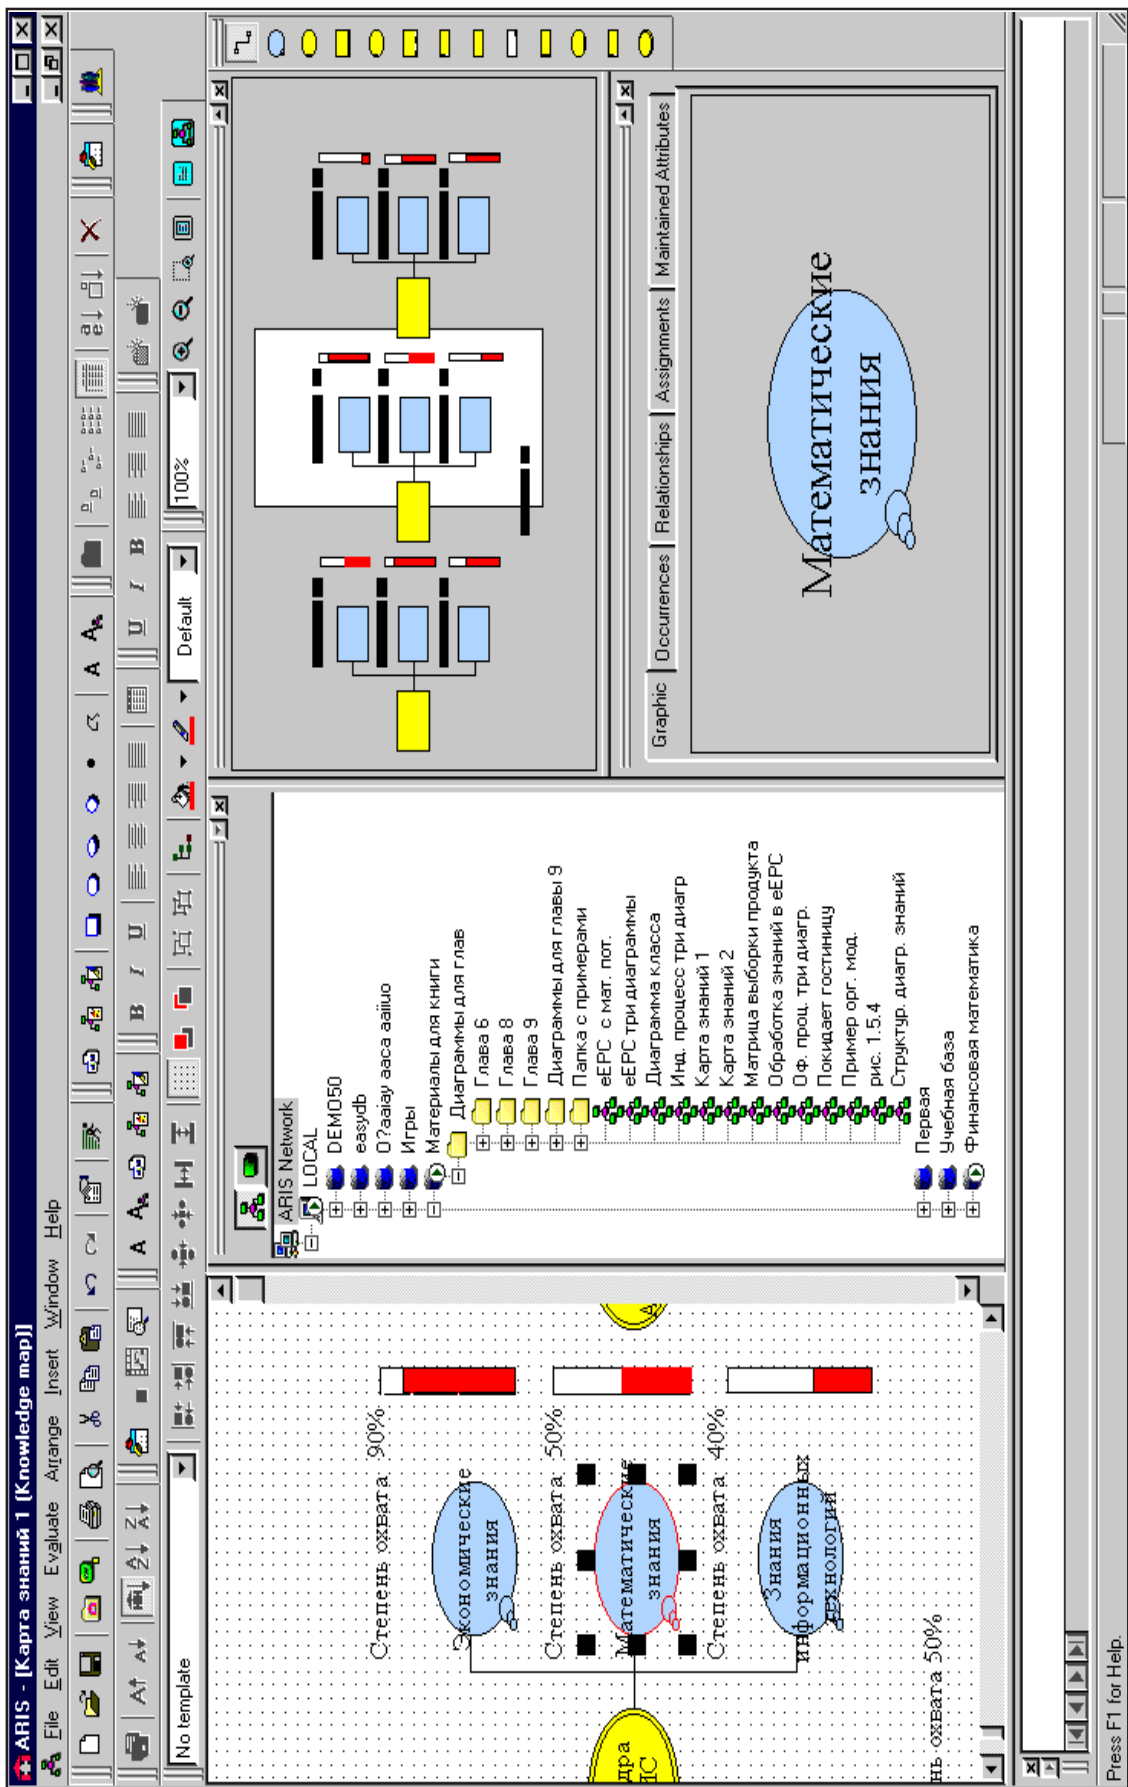 ARIS - [Карта знаний 1 (Knowledge map)]
File Edit View Evaluate Arrange Insert Window Help
A A
B I U
A A B I U
No template
Default
100%
Степень охвата 90%
Экономические
знания
Степень охвата 50%
Математические
знания
Степень охвата 40%
Знания
информационных
технологий
дра
ИС
нь охвата 50%
ARIS Network
LOCAL
DEMO50
easydb
O?aaiay aaca aaiiuo
Игры
Материалы для книги
Диаграммы для глав
Глава 6
Глава 8
Глава 9
Диаграммы для главы 9
Папка с примерами
eEPC с мат. пот.
eEPC три диаграммы
Диаграмма класса
Инд. процесс три диагр
Карта знаний 1
Карта знаний 2
Матрица выборки продукта
Обработка знаний в eEPC
Оф. проц. три диагр.
Покидает гостиницу
Пример орг. мод.
рис. 1.5.4
Структур. диагр. знаний
Первая
Учебная база
Финансовая математика
Graphic Occurrences Relationships Assignments Maintained Attributes
Математические
знания
Press F1 for Help.